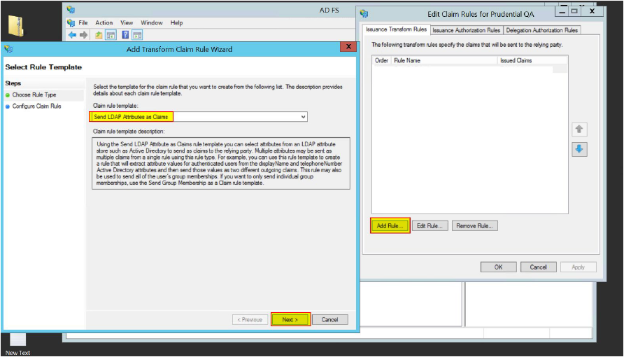 AD FS
File Action View Window Help
Edit Claim Rules for Prudential QA
Issuance Transform Rules Issuance Authorization Rules Delegation Authorization Rules
The following transform rules specify the claims that will be sent to the relying party.
Order Rule Name Issued Claims
Add Rule... Edit Rule... Remove Rule...
OK Cancel Apply
Add Transform Claim Rule Wizard
X
Select Rule Template
Steps
Choose Rule Type
Configure Claim Rule
Select the template for the claim rule that you want to create from the following list. The description provides
details about each claim rule template.
Claim rule template:
Send LDAP Attributes as Claims
Claim rule template description:
Using the Send LDAP Attribute as Claims rule template you can select attributes from an LDAP attribute
store such as Active Directory to send as claims to the relying party. Multiple attributes may be sent as
multiple claims from a single rule using this rule type. For example, you can use this rule template to create
a rule that will extract attribute values for authenticated users from the displayName and telephoneNumber
Active Directory attributes and then send those values as two different outgoing claims. This rule may also
be used to send all of the user's group memberships. If you want to only send individual group
memberships, use the Send Group Membership as a Claim rule template.
< Previous Next > Cancel
New Text